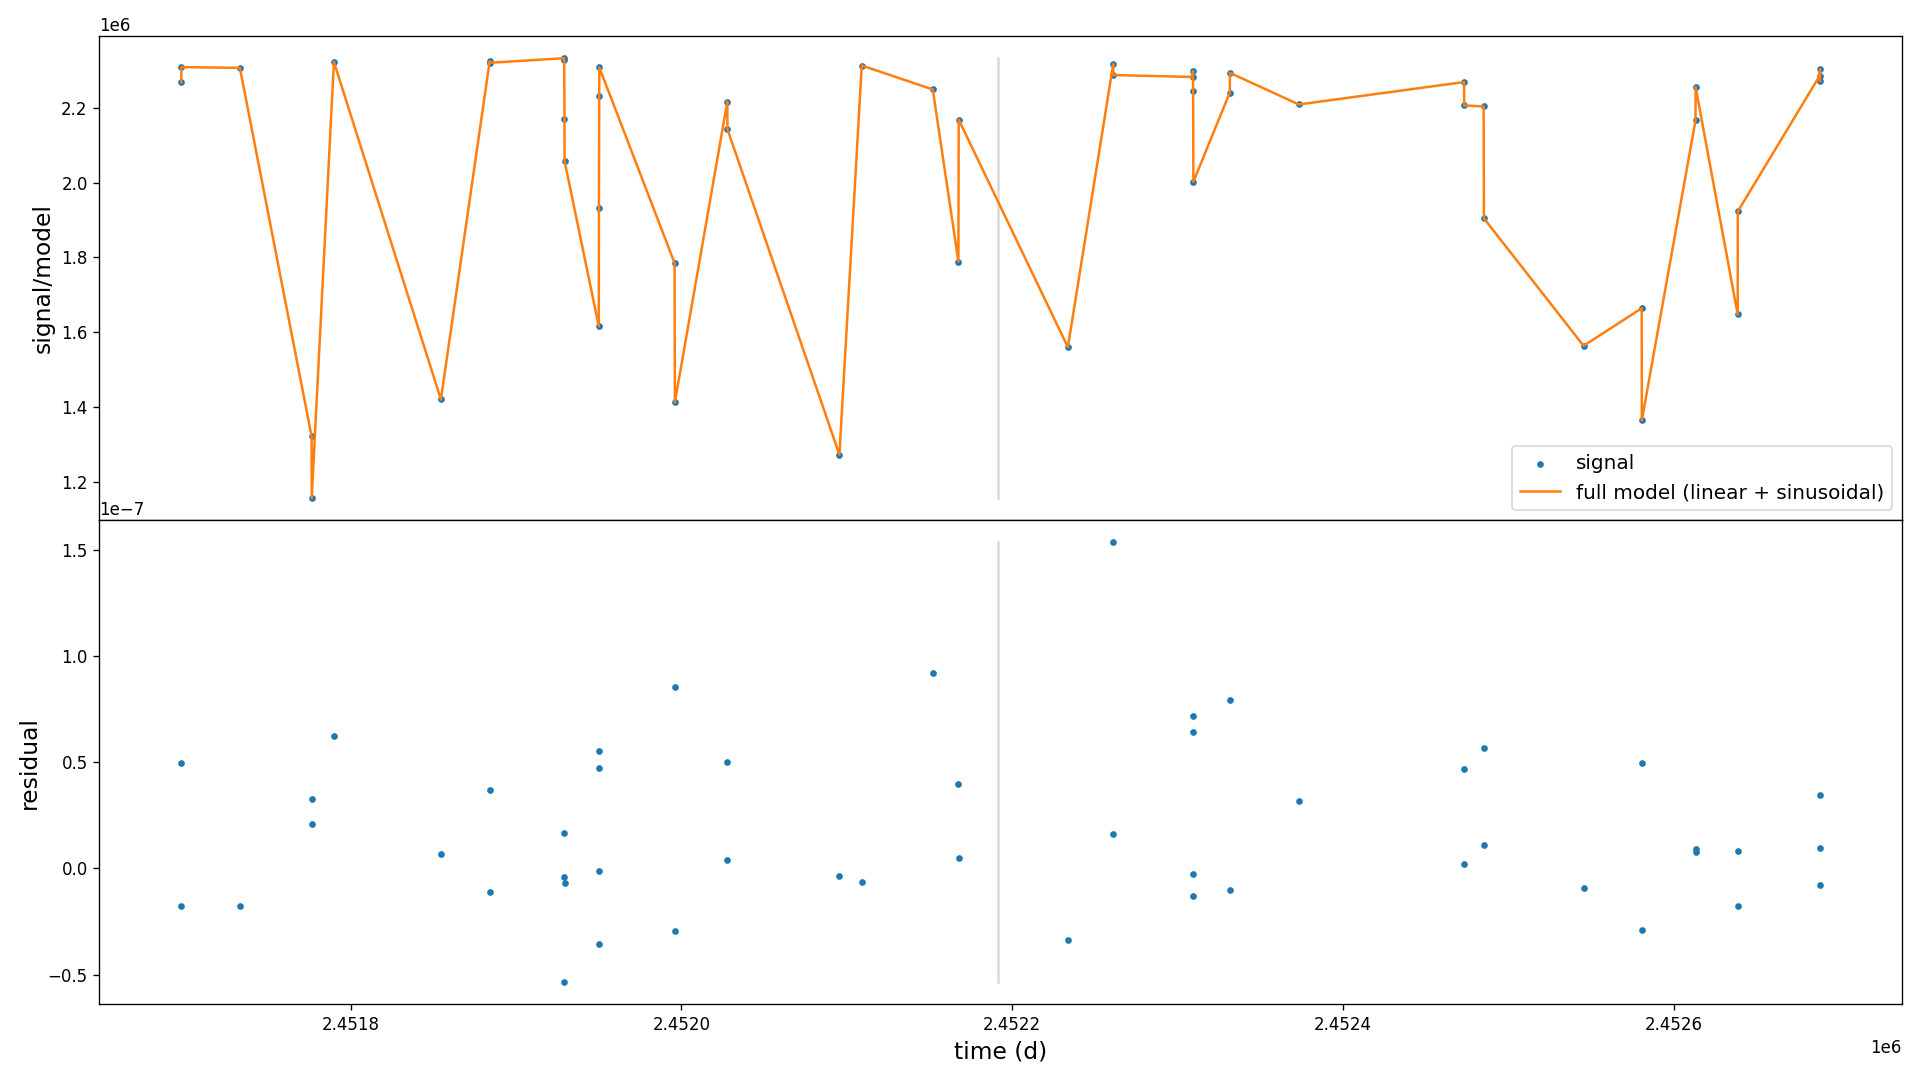 1e6
2.2
2.0
1.8
1.6
1.4
1.2
signal/model
signal
full model (linear + sinusoidal)
1e−7
1.5
1.0
0.5
0.0
−0.5
residual
2.4518
2.4520
2.4522
2.4524
2.4526
1e6
time (d)